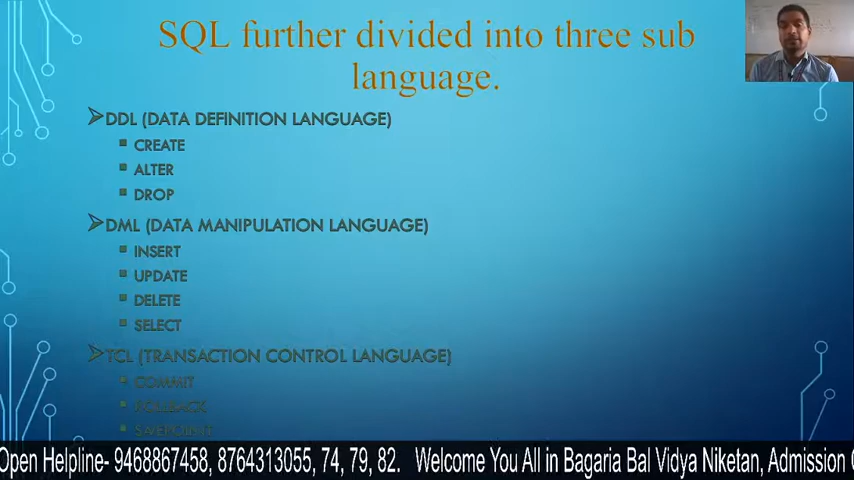 SQL further divided into three sub
language.
DDL (DATA DEFINITION LANGUAGE)
CREATE
ALTER
DROP
DML (DATA MANIPULATION LANGUAGE)
INSERT
UPDATE
DELETE
SELECT
TCL (TRANSACTION CONTROL LANGUAGE)
COMMIT
ROLLBACK
SAVEPOINT
Open Helpline- 9468867458, 8764313055, 74, 79, 82. Welcome You All in Bagaria Bal Vidya Niketan, Admission